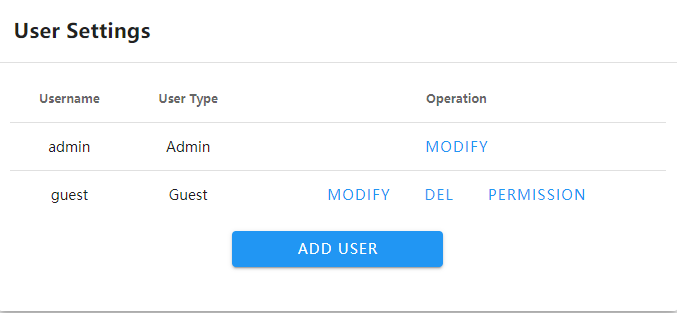 User Settings
Username User Type Operation
admin Admin MODIFY
guest Guest MODIFY DEL PERMISSION
ADD USER